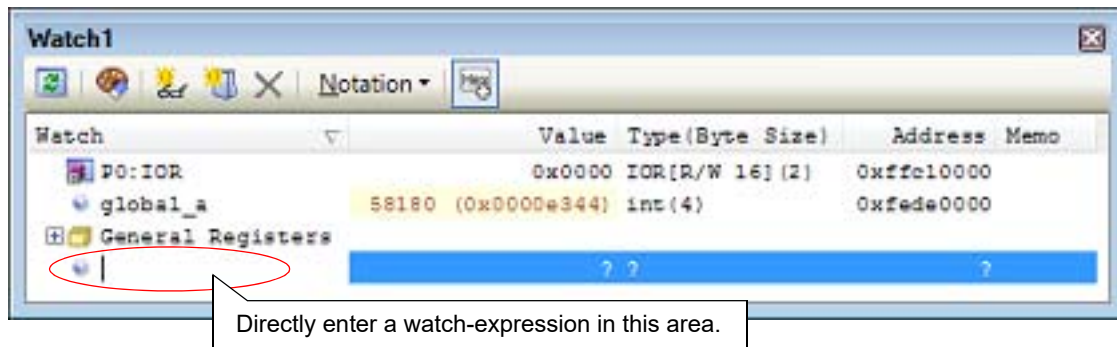 Watch1
Notation
Hex
Watch Value Type(Byte Size) Address Memo
P0:IOR 0x0000 IOR[R/W 16](2) 0xffc10000
global_a 58180 (0x0000e344) int(4) 0xfede0000
General Registers
? ? ?
Directly enter a watch-expression in this area.